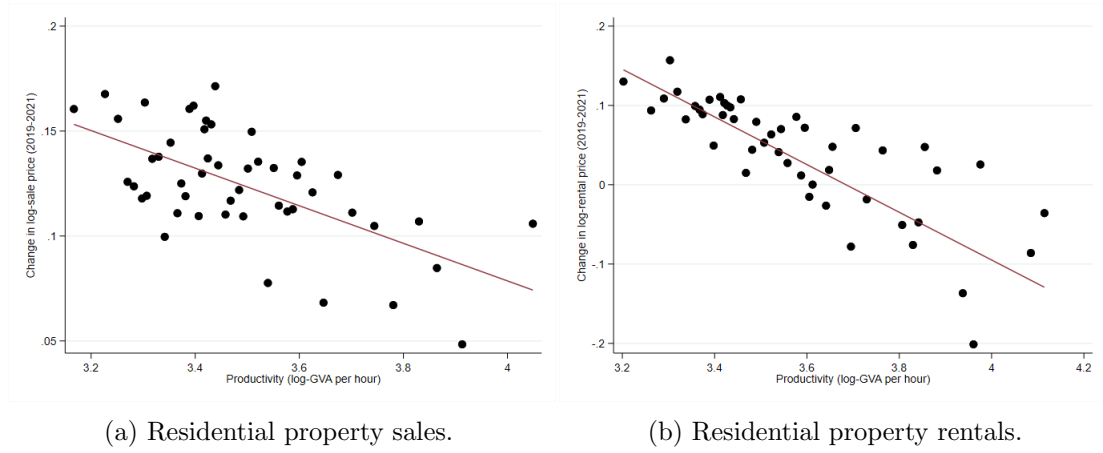 .2
.15
.1
.05
Change in log-sale price (2019-2021)
3.2 3.4 3.6 3.8 4
Productivity (log-GVA per hour)
(a) Residential property sales.
.2
.1
0
-.1
-.2
Change in log-rental price (2019-2021)
3.2 3.4 3.6 3.8 4 4.2
Productivity (log-GVA per hour)
(b) Residential property rentals.